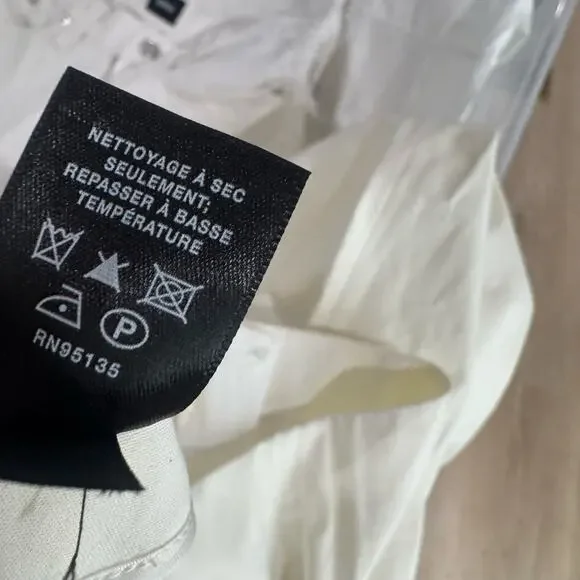 NETTOYAGE À SEC
SEULEMENT;
REPASSER À BASSE
TEMPÉRATURE
P
RN95135